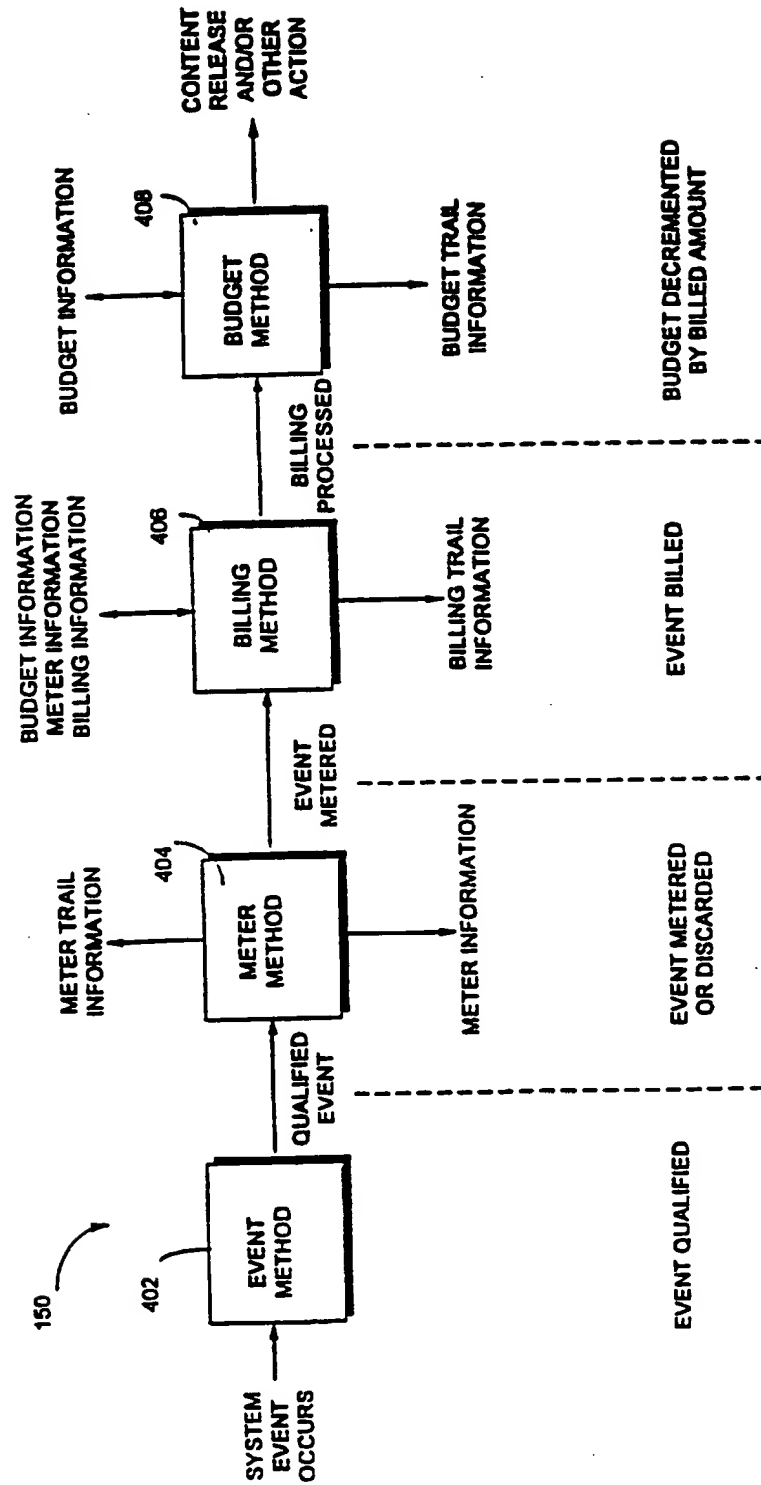 150
SYSTEM
EVENT
OCCURS
402
EVENT
METHOD
QUALIFIED
EVENT
METER TRAIL
INFORMATION
404
METER
METHOD
METER INFORMATION
EVENT
METERED
BUDGET INFORMATION
METER INFORMATION
BILLING INFORMATION
406
BILLING
METHOD
BILLING TRAIL
INFORMATION
BILLING
PROCESSED
BUDGET INFORMATION
408
BUDGET
METHOD
BUDGET TRAIL
INFORMATION
CONTENT
RELEASE
AND/OR
OTHER
ACTION
EVENT QUALIFIED
EVENT METERED
OR DISCARDED
EVENT BILLED
BUDGET DECREMENTED
BY BILLED AMOUNT